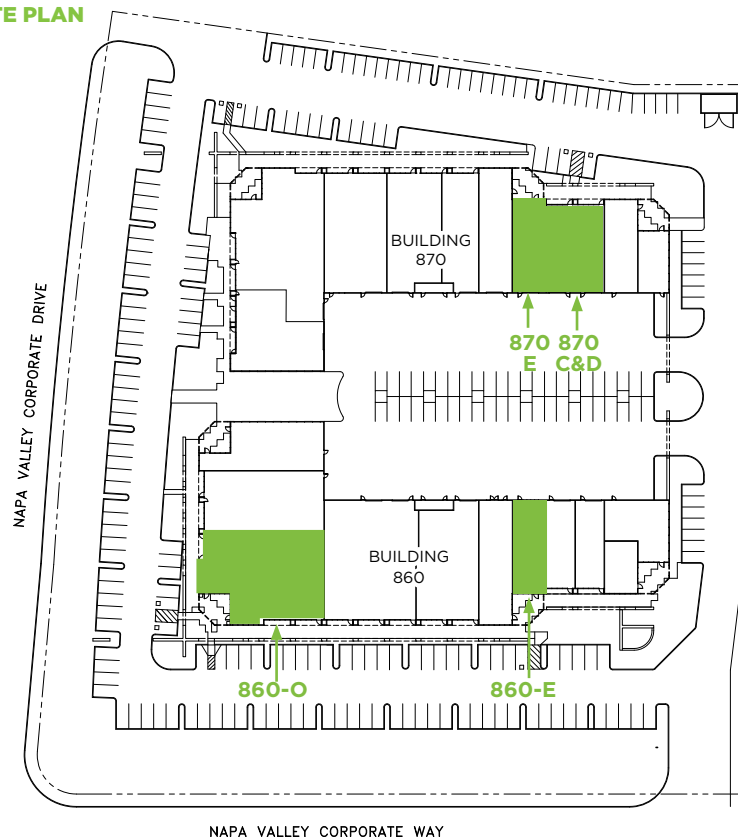 TE PLAN
BUILDING
870
870
E
870
C&D
NAPA VALLEY CORPORATE DRIVE
BUILDING
860
860-O
860-E
NAPA VALLEY CORPORATE WAY